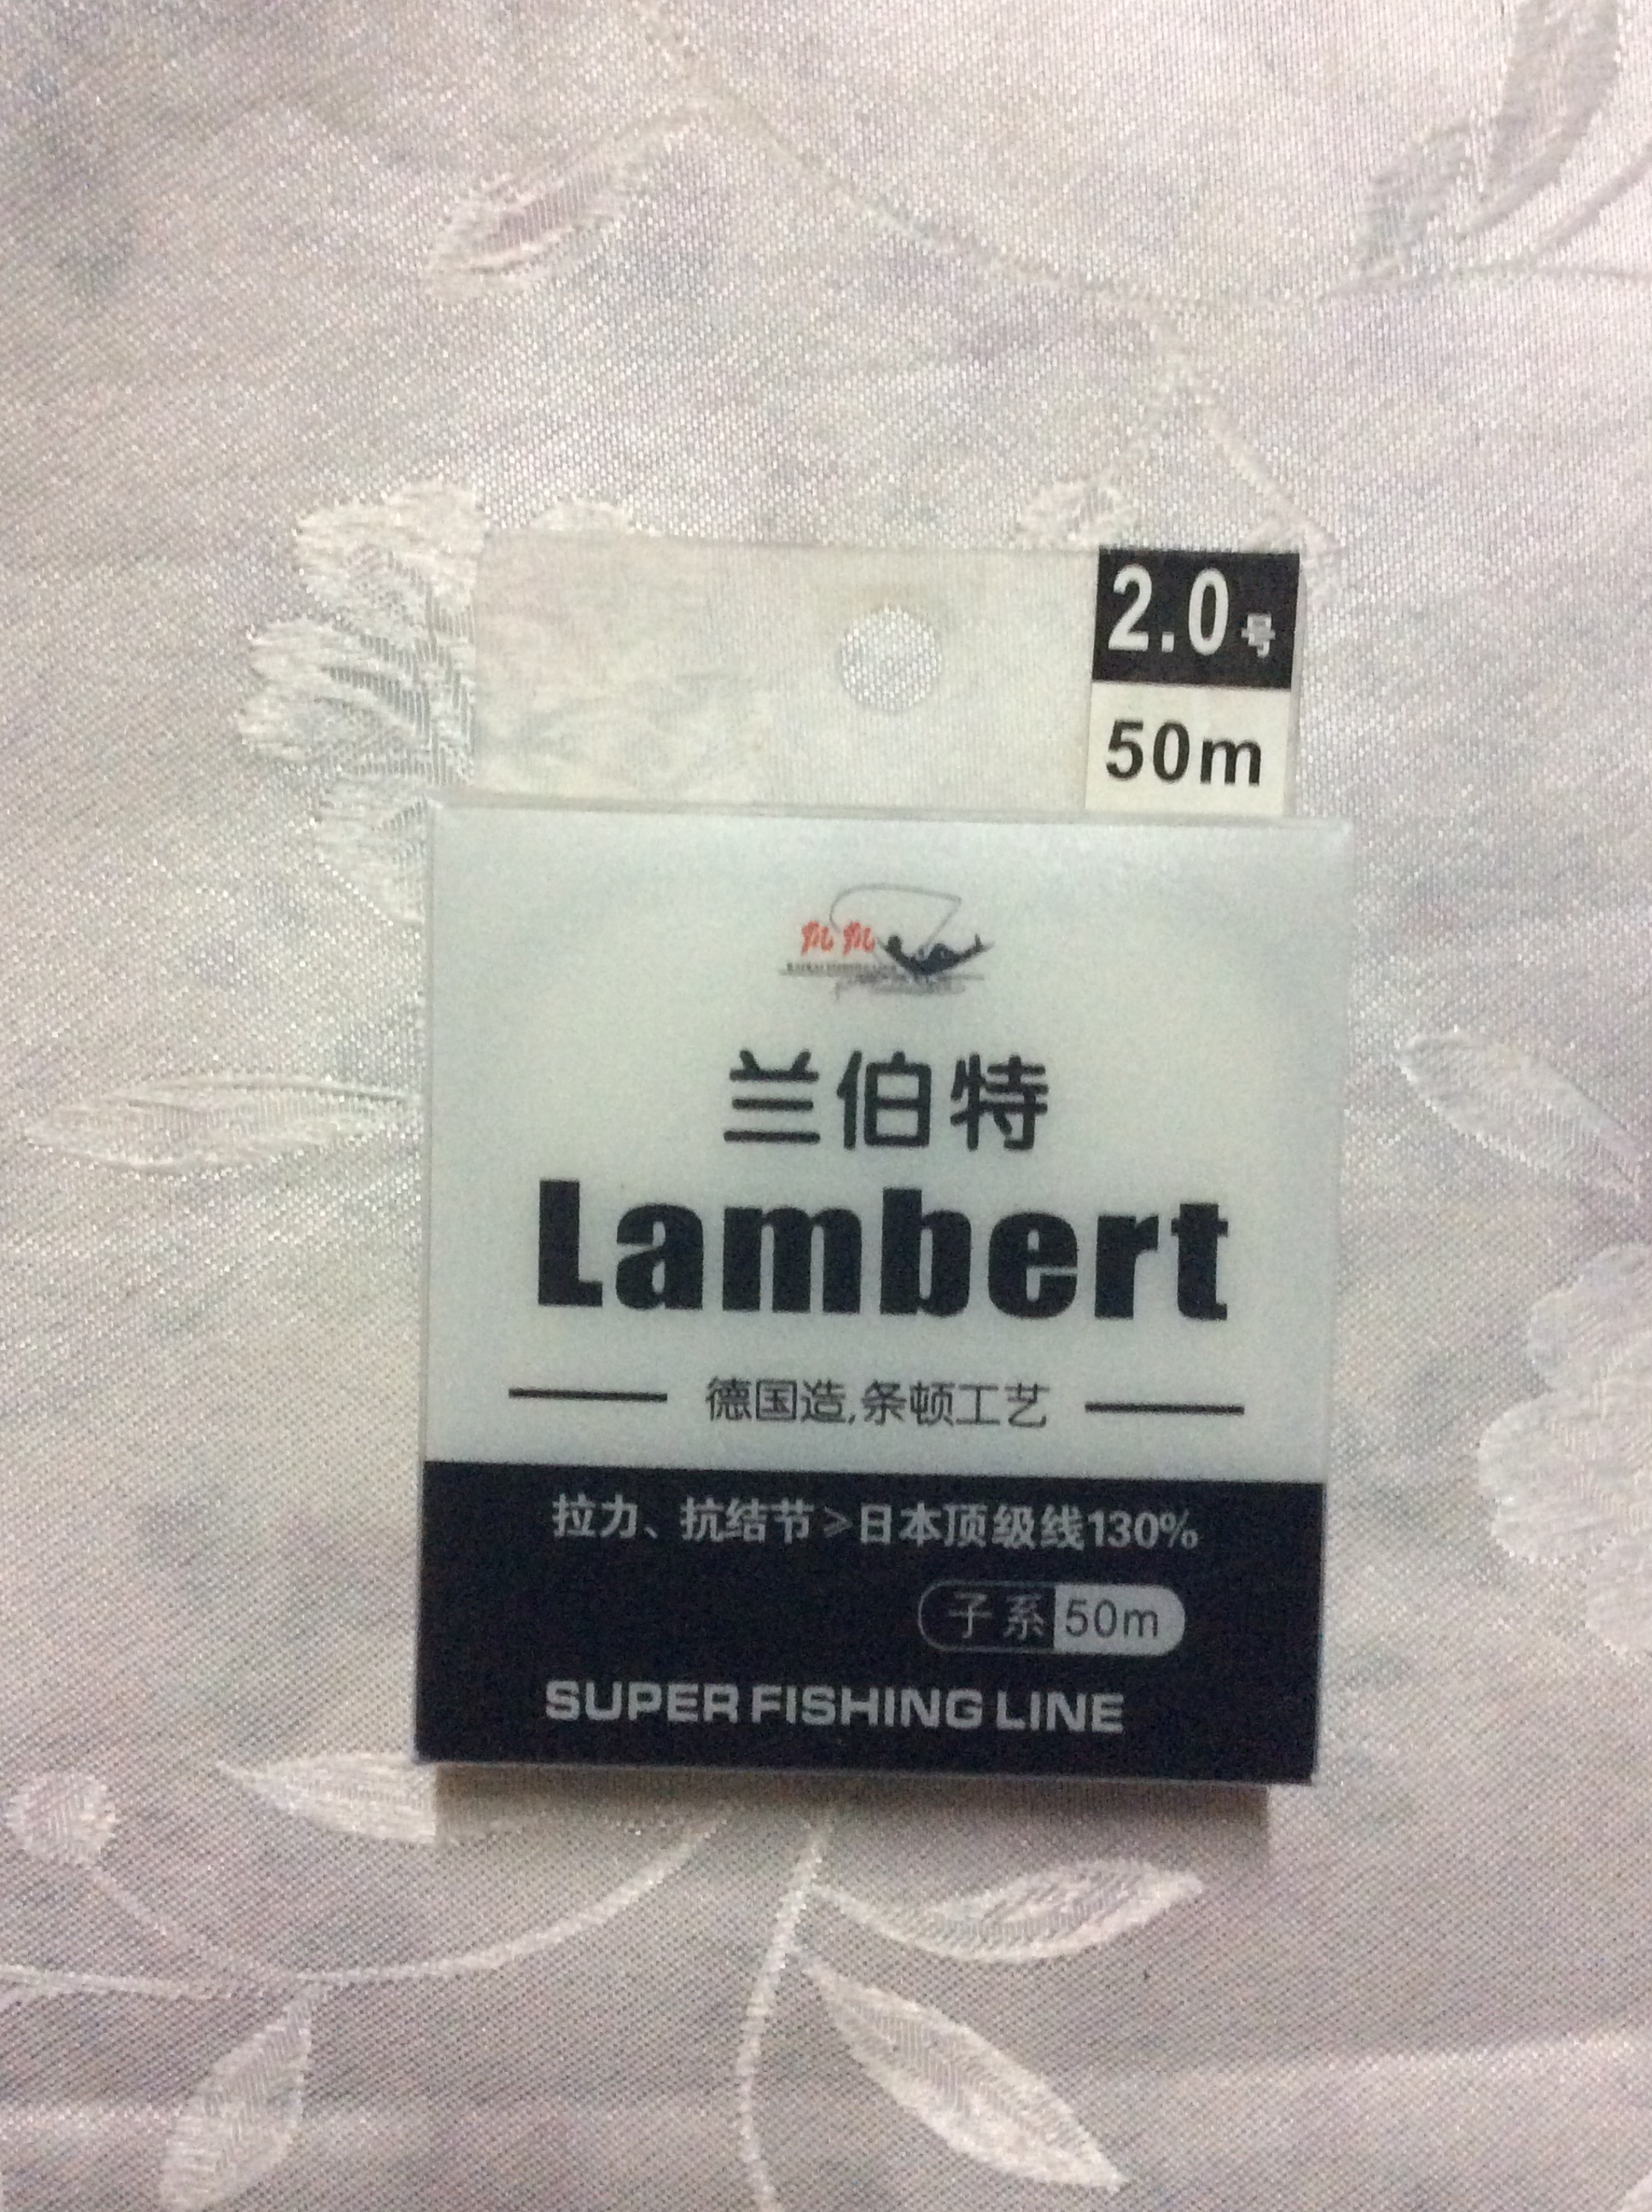 2.0号
50m
兰伯特
Lambert
德国造,条顿工艺
拉力、抗结节≥日本顶级线130%
子系 50m
SUPER FISHING LINE